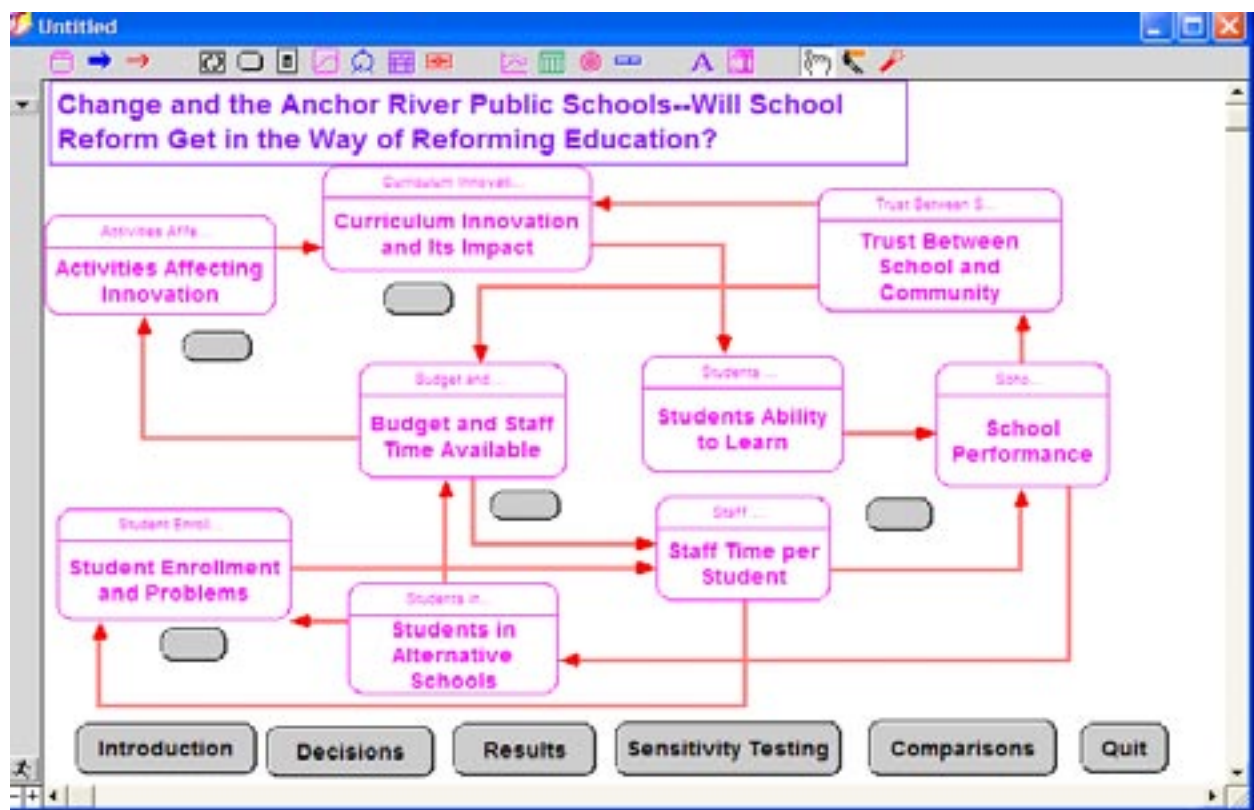 Untitled
Change and the Anchor River Public Schools--Will School
Reform Get in the Way of Reforming Education?
Curriculum Innovati...
Curriculum Innovation
and Its Impact
Trust Between S...
Trust Between
School and
Community
Activities Affe...
Activities Affecting
Innovation
Budget and ...
Budget and Staff
Time Available
Students ...
Students Ability
to Learn
Scho...
School
Performance
Student Enroll...
Student Enrollment
and Problems
Staff ...
Staff Time per
Student
Students in...
Students in
Alternative
Schools
Introduction
Decisions
Results
Sensitivity Testing
Comparisons
Quit